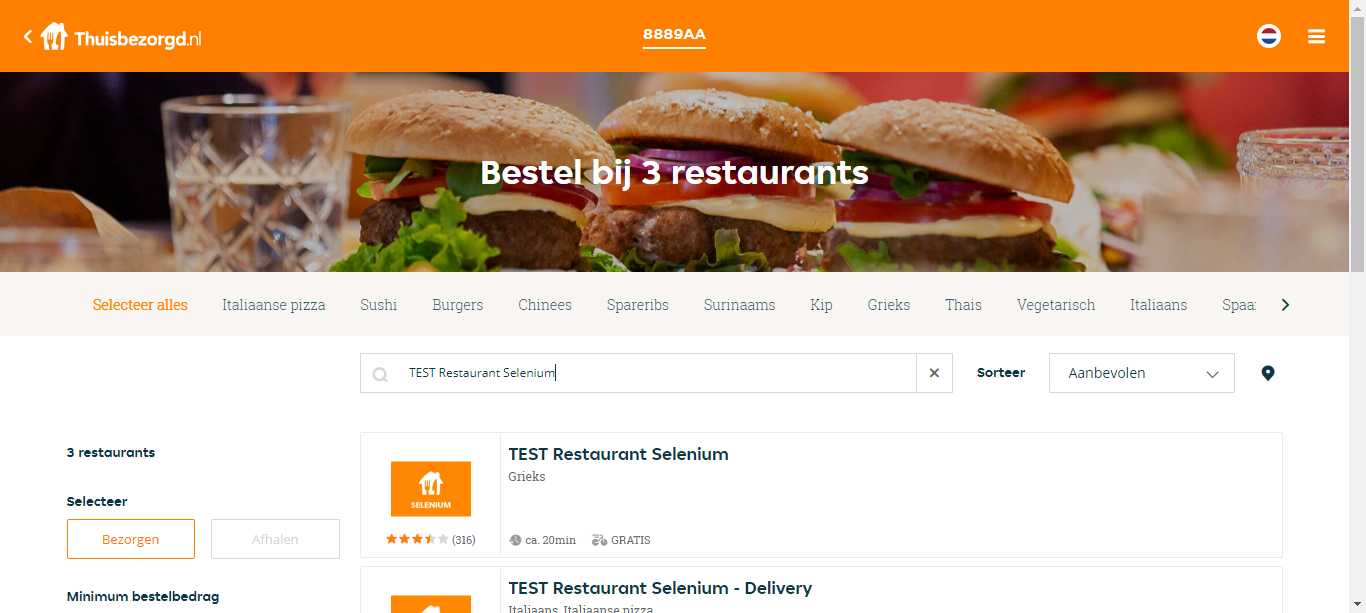 Thuisbezorgd.nl
8889AA
Bestel bij 3 restaurants
Selecteer alles Italiaanse pizza Sushi Burgers Chinees Spareribs Surinaams Kip Grieks Thais Vegetarisch Italiaans Spaa
TEST Restaurant Selenium
Sorteer
Aanbevolen
3 restaurants
Selecteer
Bezorgen
Afhalen
Minimum bestelbedrag
SELENIUM
(316)
TEST Restaurant Selenium
Grieks
ca. 20min GRATIS
TEST Restaurant Selenium - Delivery
Italiaans, Italiaanse pizza